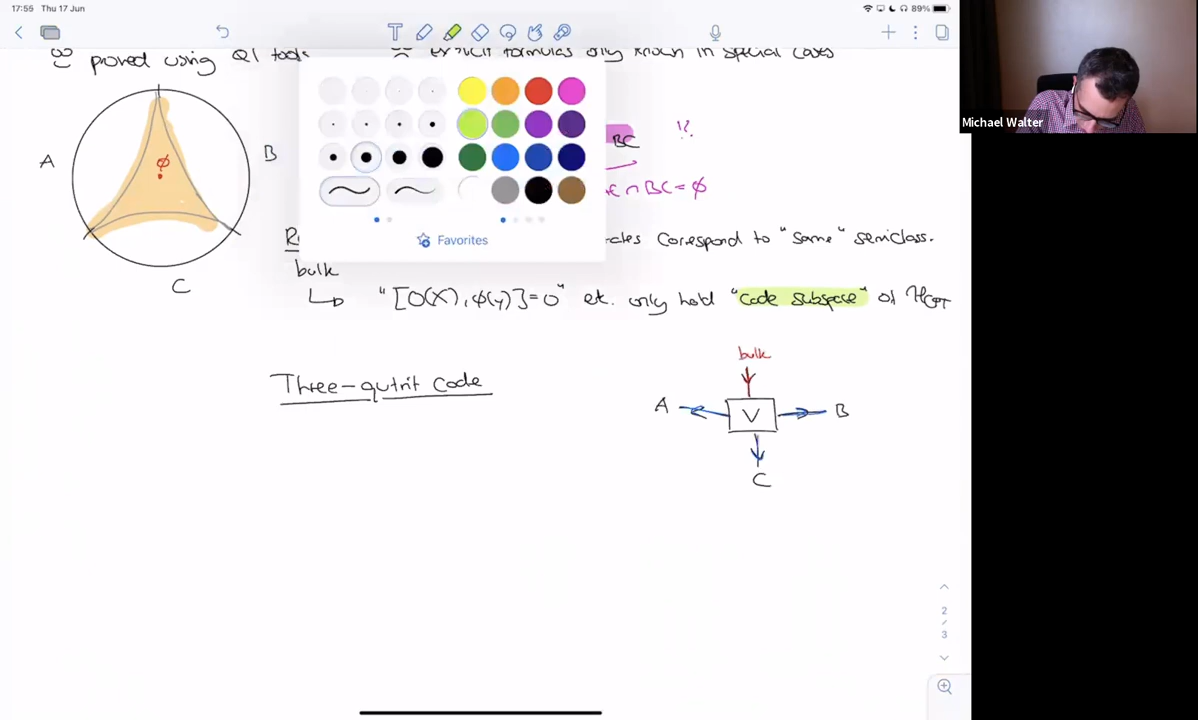 17:59 Thu 17 Jun
89%
proved using QI tools
explicit formulas only known in special cases
A
B
C
ϕ
BC
!?
∩ BC = ∅
correspond to "same" semiclass.
bulk
↳ "[O(X), ϕ(y)] = 0" etc. only hold "code subspace" of H_CFT
Favorites
Three-qutrit code
bulk
A
V
B
C
2
/
3
Michael Walter